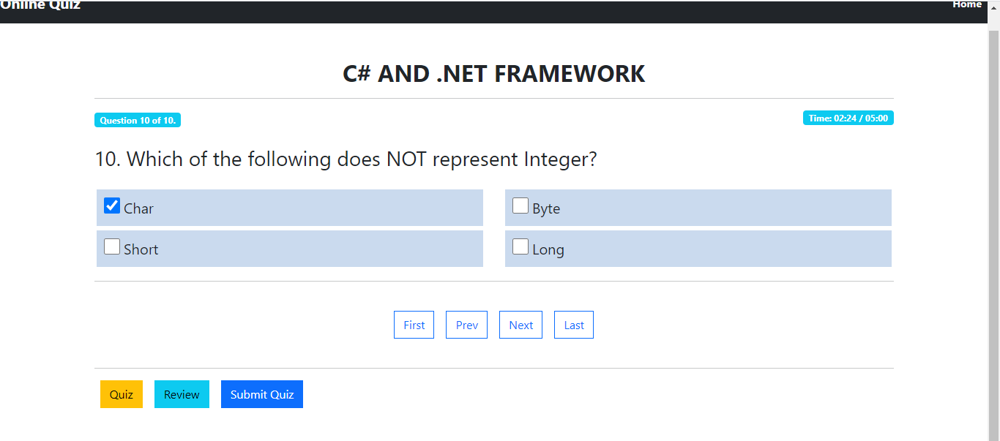 Online Quiz
Home
C# AND .NET FRAMEWORK
Question 10 of 10.
Time: 02:24 / 05:00
10. Which of the following does NOT represent Integer?
Char
Byte
Short
Long
First
Prev
Next
Last
Quiz
Review
Submit Quiz